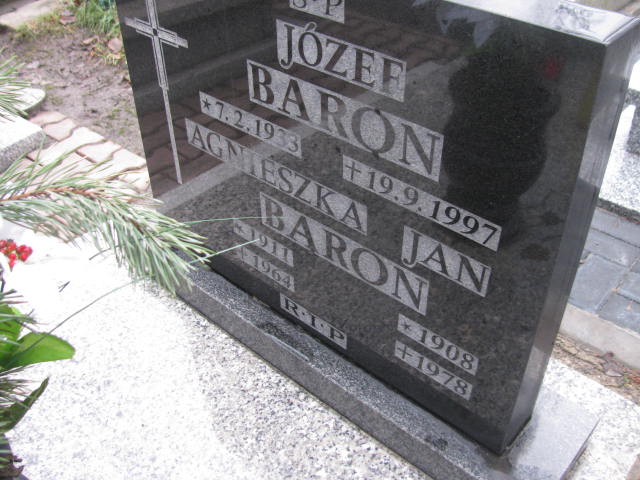 Ś.P
JÓZEF
BARON
*7.2.1933 +19.9.1997
AGNIESZKA JAN
BARON
*1911 *1908
+1964 +1978
R.I.P